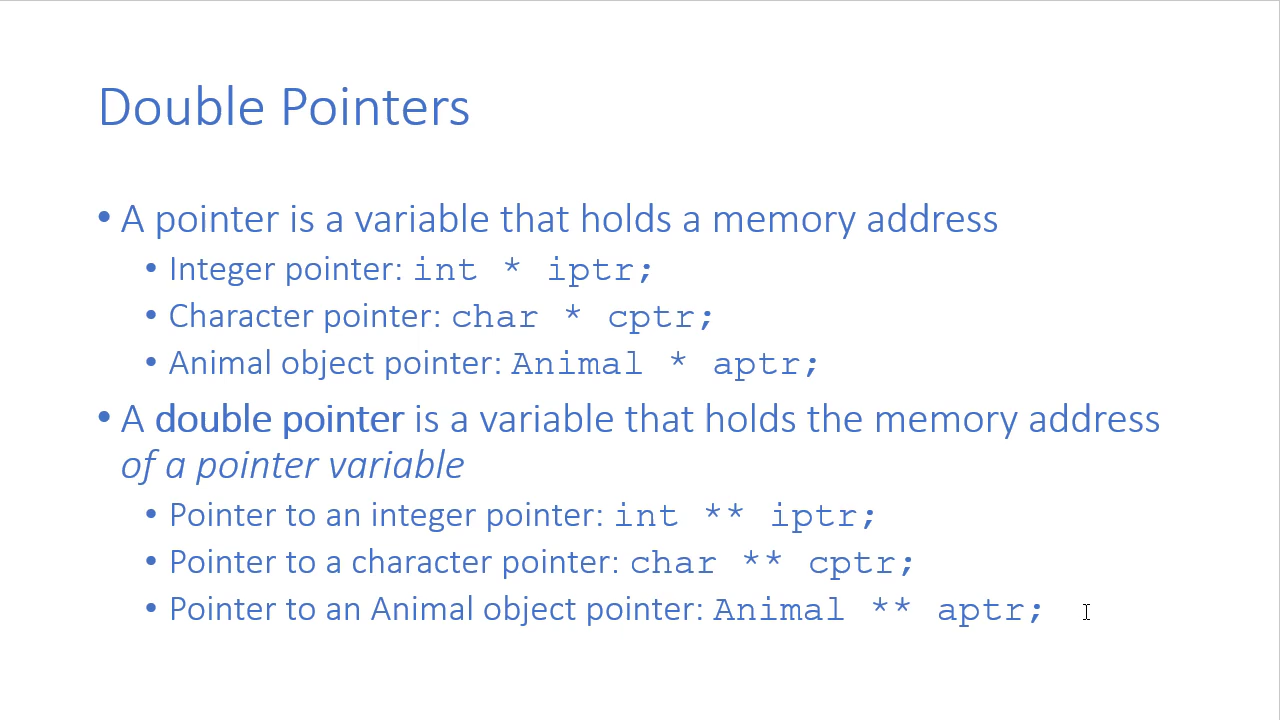 Double Pointers
• A pointer is a variable that holds a memory address
• Integer pointer: int * iptr;
• Character pointer: char * cptr;
• Animal object pointer: Animal * aptr;
• A double pointer is a variable that holds the memory address
of a pointer variable
• Pointer to an integer pointer: int ** iptr;
• Pointer to a character pointer: char ** cptr;
• Pointer to an Animal object pointer: Animal ** aptr;